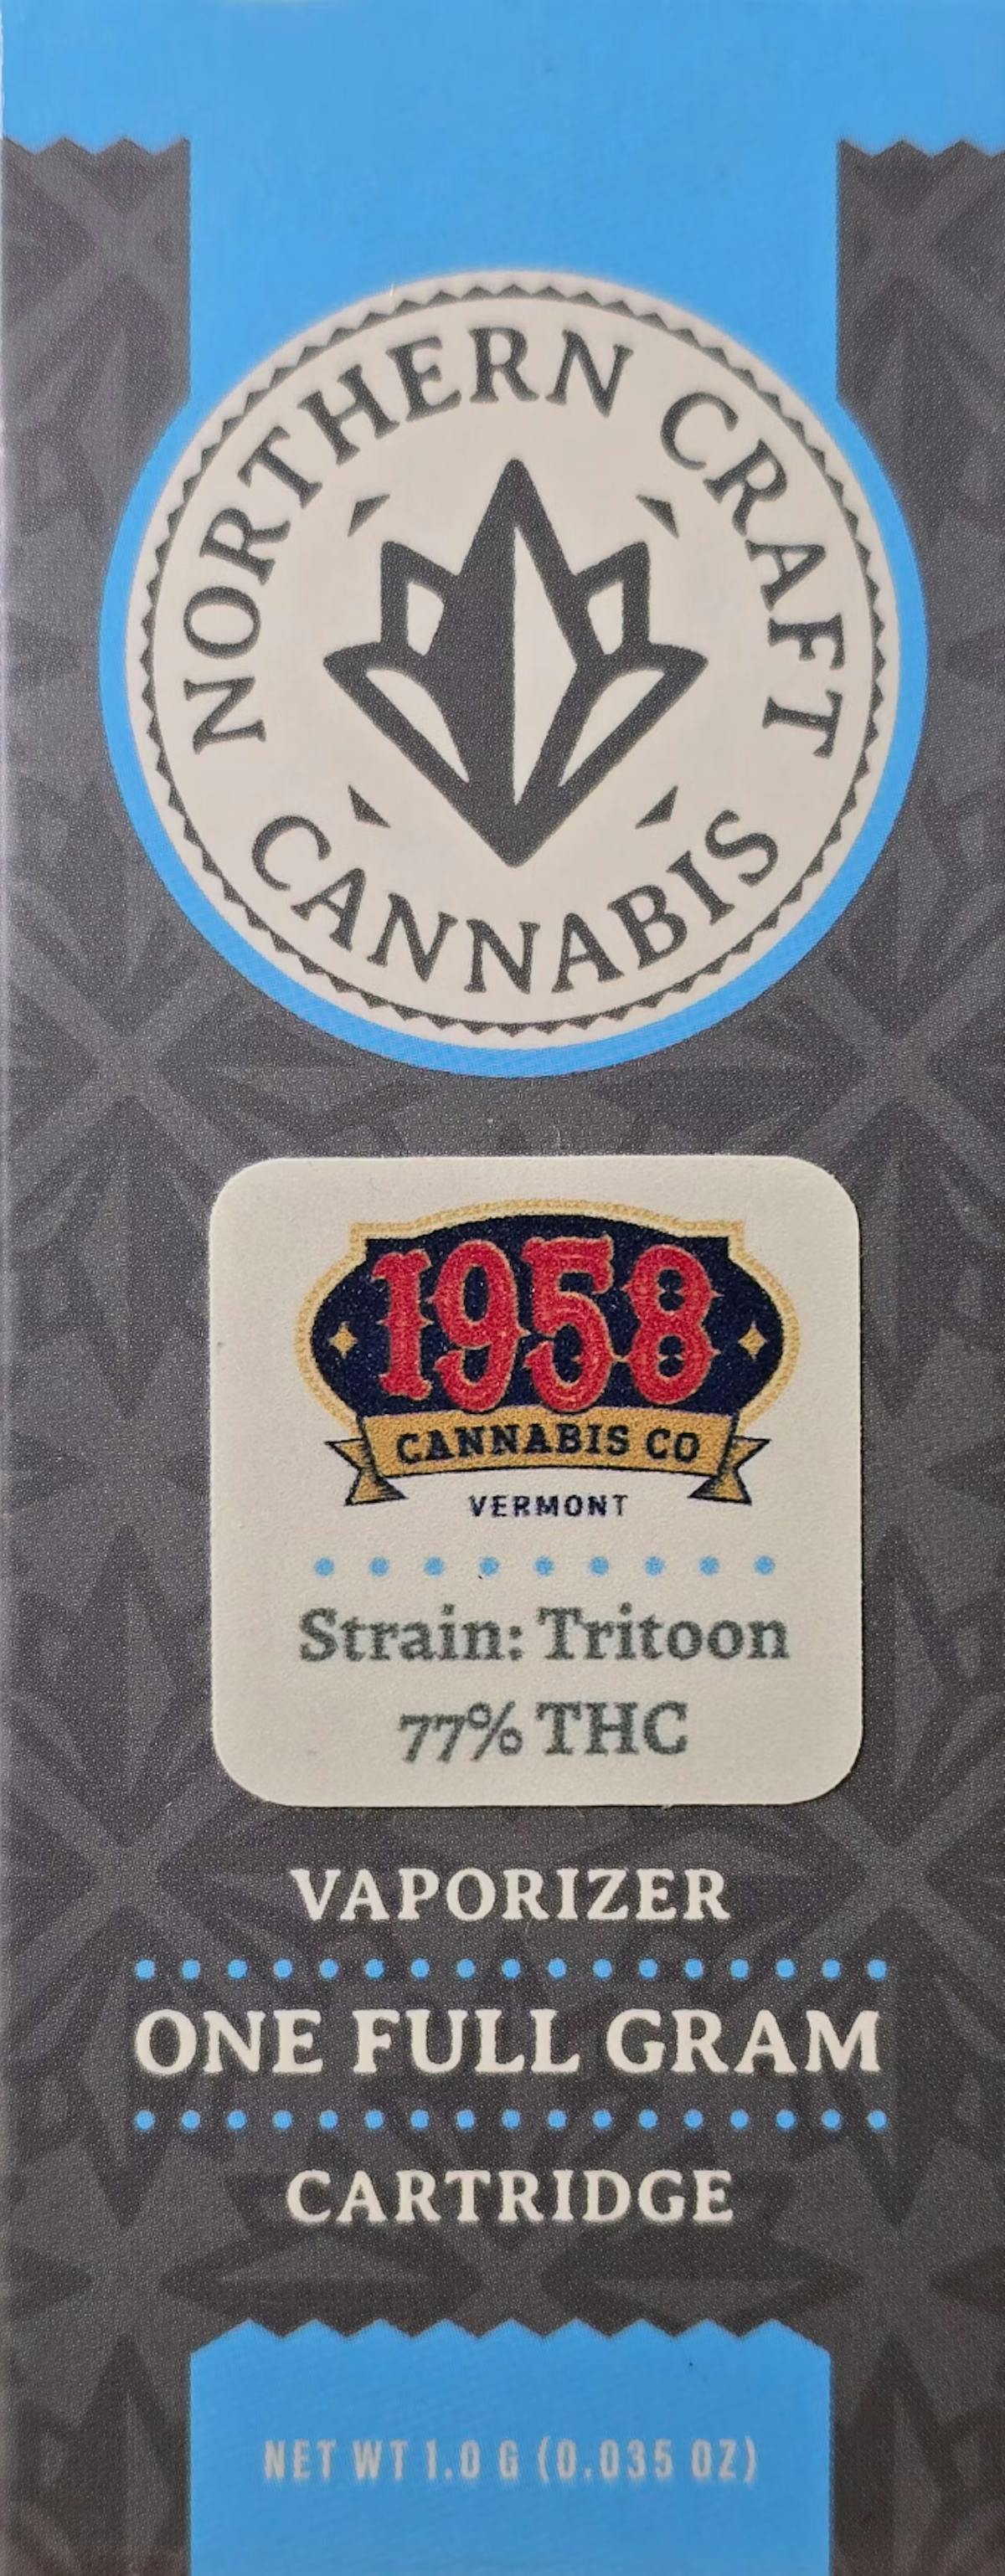 NORTHERN CRAFT
CANNABIS
1958
CANNABIS CO
VERMONT
Strain: Tritoon
77% THC
VAPORIZER
ONE FULL GRAM
CARTRIDGE
NET WT 1.0 G (0.035 OZ)